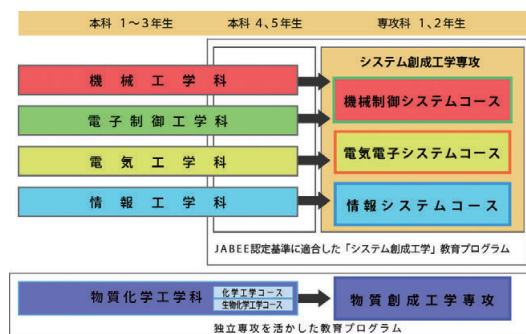 本科 1～3年生
本科 4、5年生
専攻科 1、2年生
システム創成工学専攻
機械工学科
機械制御システムコース
電子制御工学科
電気工学科
電気電子システムコース
情報工学科
情報システムコース
JABEE認定基準に適合した「システム創成工学」教育プログラム
物質化学工学科
化学工学コース
生物化学工学コース
物質創成工学専攻
独立専攻を活かした教育プログラム